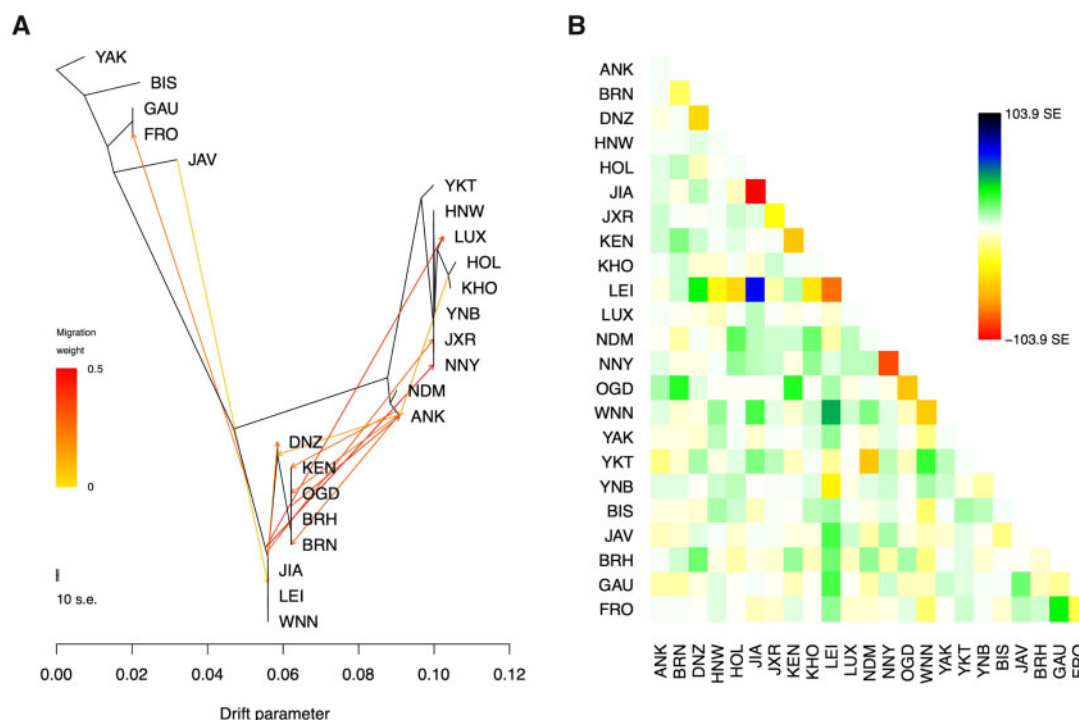 A
YAK
BIS
GAU
FRO
JAV
YKT
HNW
LUX
HOL
KHO
YNB
JXR
NNY
NDM
ANK
DNZ
KEN
OGD
BRH
BRN
JIA
LEI
WNN
Migration
weight
0.5
0
10 s.e.
0.00 0.02 0.04 0.06 0.08 0.10 0.12
Drift parameter
B
ANK
BRN
DNZ
HNW
HOL
JIA
JXR
KEN
KHO
LEI
LUX
NDM
NNY
OGD
WNN
YAK
YKT
YNB
BIS
JAV
BRH
GAU
FRO
103.9 SE
−103.9 SE
ANK BRN DNZ HNW HOL JIA JXR KEN KHO LEI LUX NDM NNY OGD WNN YAK YKT YNB BIS JAV BRH GAU FRO